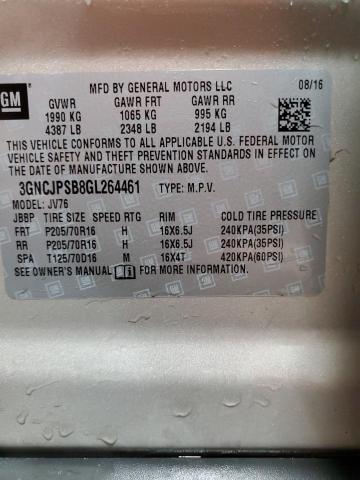 GM
MFD BY GENERAL MOTORS LLC 08/16
GVWR GAWR FRT GAWR RR
1990 KG 1065 KG 995 KG
4387 LB 2348 LB 2194 LB
THIS VEHICLE CONFORMS TO ALL APPLICABLE U.S. FEDERAL MOTOR
VEHICLE SAFETY AND THEFT PREVENTION STANDARDS IN EFFECT ON
THE DATE OF MANUFACTURE SHOWN ABOVE.
3GNCJPSB8GL264461 TYPE: M.P.V.
MODEL: JV76
JBBP TIRE SIZE SPEED RTG RIM COLD TIRE PRESSURE
FRT P205/70R16 H 16X6.5J 240KPA(35PSI)
RR P205/70R16 H 16X6.5J 240KPA(35PSI)
SPA T125/70D16 M 16X4T 420KPA(60PSI)
SEE OWNER'S MANUAL FOR MORE INFORMATION.